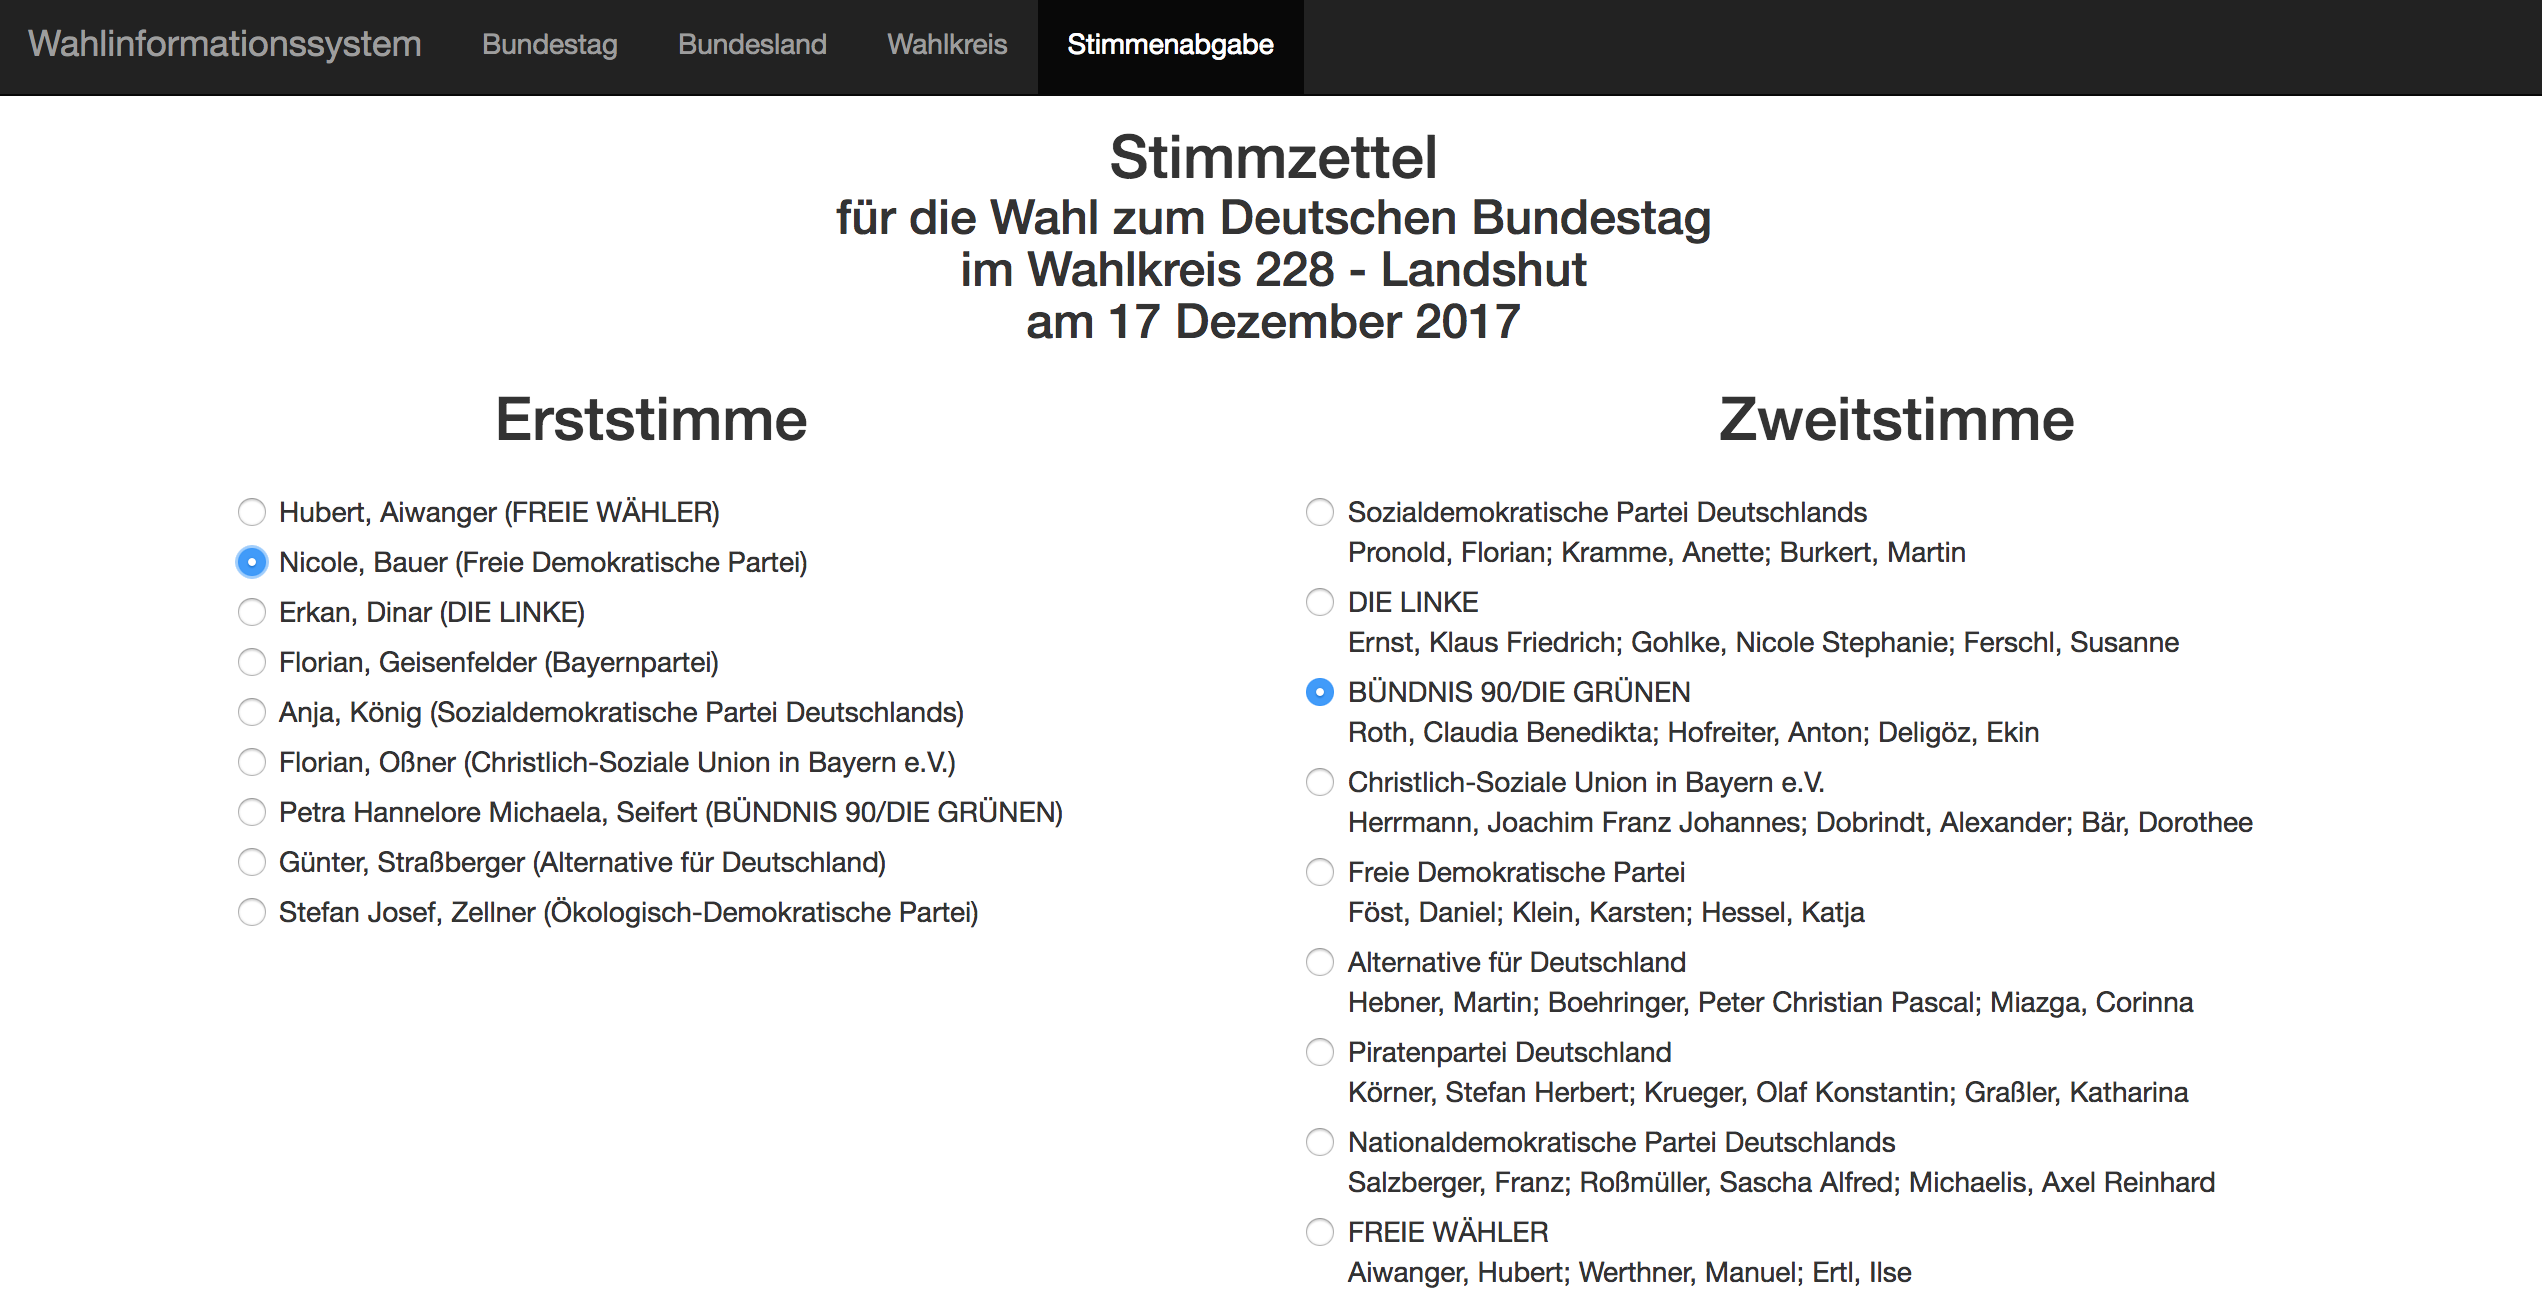 Wahlinformationssystem Bundestag Bundesland Wahlkreis Stimmenabgabe
Stimmzettel
für die Wahl zum Deutschen Bundestag
im Wahlkreis 228 - Landshut
am 17 Dezember 2017
Erststimme
Hubert, Aiwanger (FREIE WÄHLER)
Nicole, Bauer (Freie Demokratische Partei)
Erkan, Dinar (DIE LINKE)
Florian, Geisenfelder (Bayernpartei)
Anja, König (Sozialdemokratische Partei Deutschlands)
Florian, Oßner (Christlich-Soziale Union in Bayern e.V.)
Petra Hannelore Michaela, Seifert (BÜNDNIS 90/DIE GRÜNEN)
Günter, Straßberger (Alternative für Deutschland)
Stefan Josef, Zellner (Ökologisch-Demokratische Partei)
Zweitstimme
Sozialdemokratische Partei Deutschlands
Pronold, Florian; Kramme, Anette; Burkert, Martin
DIE LINKE
Ernst, Klaus Friedrich; Gohlke, Nicole Stephanie; Ferschl, Susanne
BÜNDNIS 90/DIE GRÜNEN
Roth, Claudia Benedikta; Hofreiter, Anton; Deligöz, Ekin
Christlich-Soziale Union in Bayern e.V.
Herrmann, Joachim Franz Johannes; Dobrindt, Alexander; Bär, Dorothee
Freie Demokratische Partei
Föst, Daniel; Klein, Karsten; Hessel, Katja
Alternative für Deutschland
Hebner, Martin; Boehringer, Peter Christian Pascal; Miazga, Corinna
Piratenpartei Deutschland
Körner, Stefan Herbert; Krueger, Olaf Konstantin; Graßler, Katharina
Nationaldemokratische Partei Deutschlands
Salzberger, Franz; Roßmüller, Sascha Alfred; Michaelis, Axel Reinhard
FREIE WÄHLER
Aiwanger, Hubert; Werthner, Manuel; Ertl, Ilse